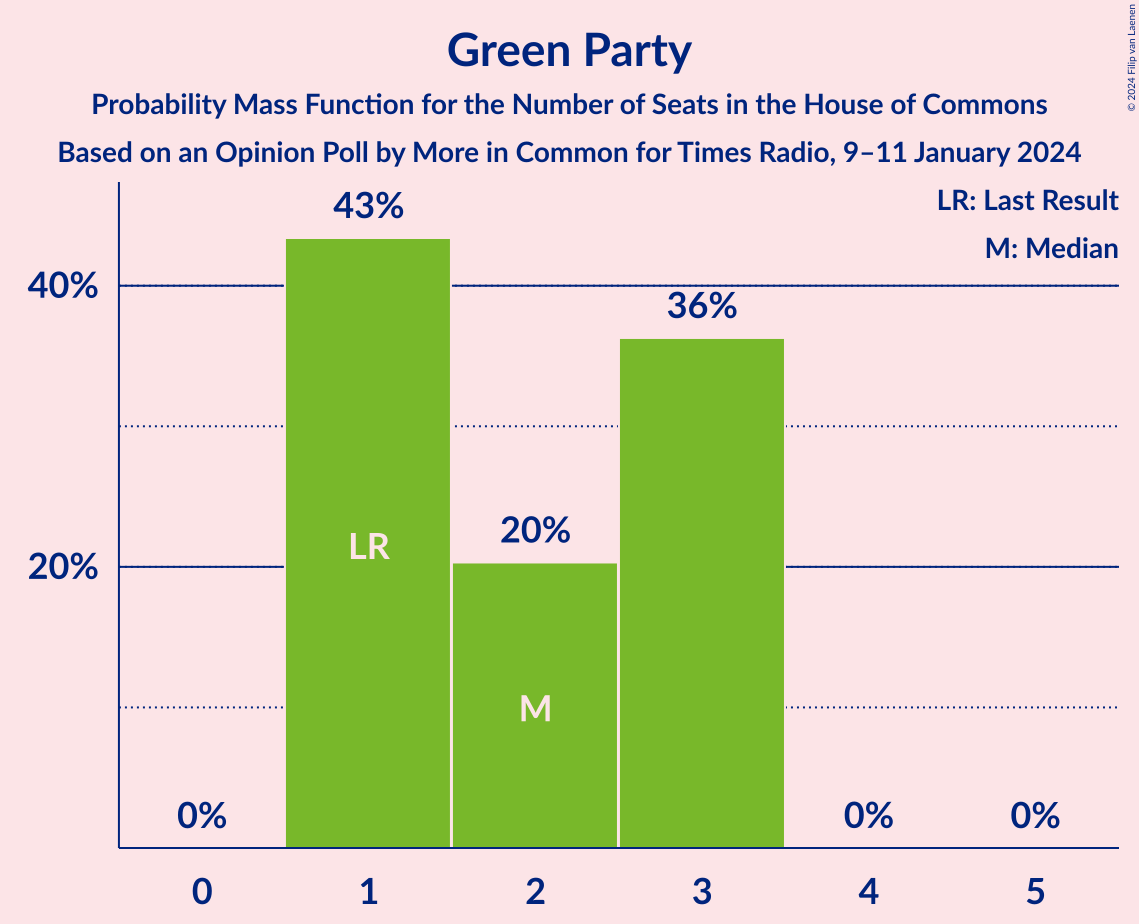 Green Party
Probability Mass Function for the Number of Seats in the House of Commons
Based on an Opinion Poll by More in Common for Times Radio, 9–11 January 2024
© 2024 Filip van Laenen
LR: Last Result
M: Median
43%
40%
36%
LR
20%
20%
M
0%
0%
0%
0
1
2
3
4
5